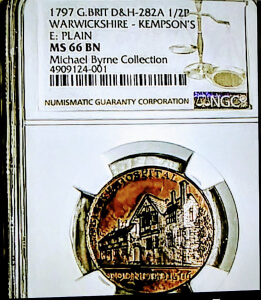 1797 G.BRIT D&H-282A 1/2P
WARWICKSHIRE - KEMPSON'S
E: PLAIN
MS 66 BN
Michael Byrne Collection
4909124-001
NUMISMATIC GUARANTY CORPORATION
NGC